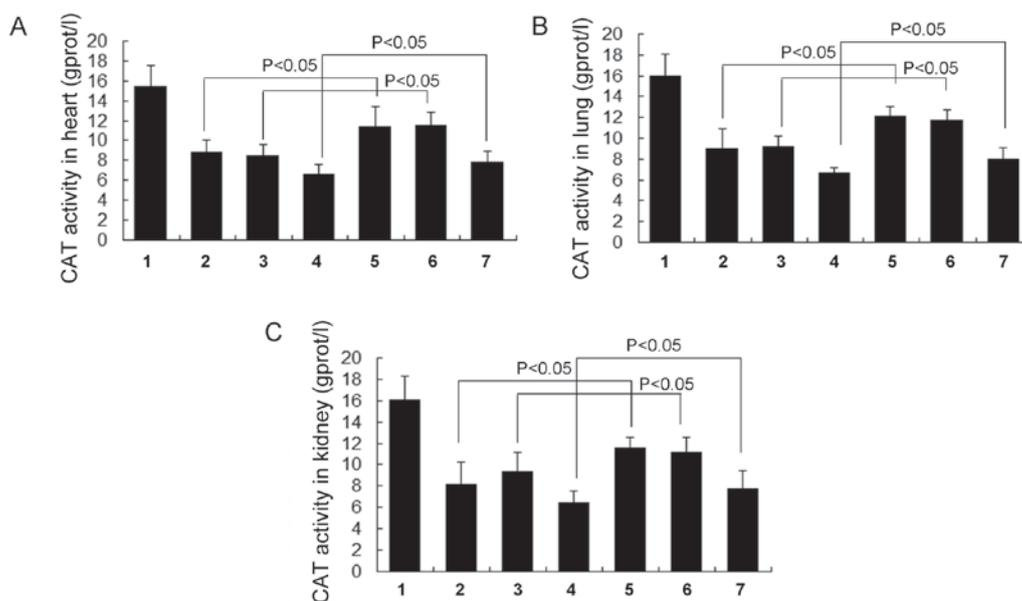 A
CAT activity in heart (gprot/l)
20
18
16
14
12
10
8
6
4
2
0
P<0.05
P<0.05
P<0.05
1 2 3 4 5 6 7
B
CAT activity in lung (gprot/l)
20
18
16
14
12
10
8
6
4
2
0
P<0.05
P<0.05
P<0.05
1 2 3 4 5 6 7
C
CAT activity in kidney (gprot/l)
20
18
16
14
12
10
8
6
4
2
0
P<0.05
P<0.05
P<0.05
1 2 3 4 5 6 7